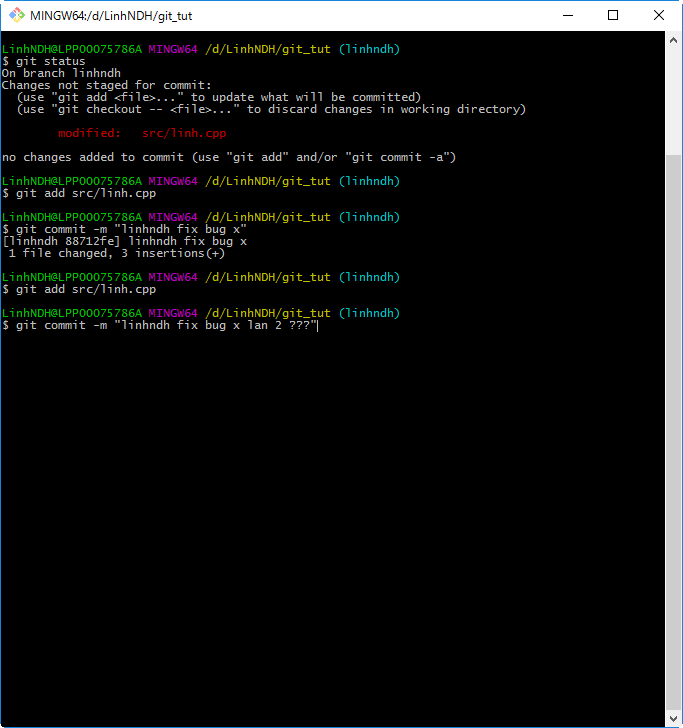 MINGW64:/d/LinhNDH/git_tut
LinhNDH@LPP00075786A MINGW64 /d/LinhNDH/git_tut (linhndh)
$ git status
On branch linhndh
Changes not staged for commit:
  (use "git add <file>..." to update what will be committed)
  (use "git checkout -- <file>..." to discard changes in working directory)
        modified:   src/linh.cpp
no changes added to commit (use "git add" and/or "git commit -a")
LinhNDH@LPP00075786A MINGW64 /d/LinhNDH/git_tut (linhndh)
$ git add src/linh.cpp
LinhNDH@LPP00075786A MINGW64 /d/LinhNDH/git_tut (linhndh)
$ git commit -m "linhndh fix bug x"
[linhndh 88712fe] linhndh fix bug x
 1 file changed, 3 insertions(+)
LinhNDH@LPP00075786A MINGW64 /d/LinhNDH/git_tut (linhndh)
$ git add src/linh.cpp
LinhNDH@LPP00075786A MINGW64 /d/LinhNDH/git_tut (linhndh)
$ git commit -m "linhndh fix bug x lan 2 ???"